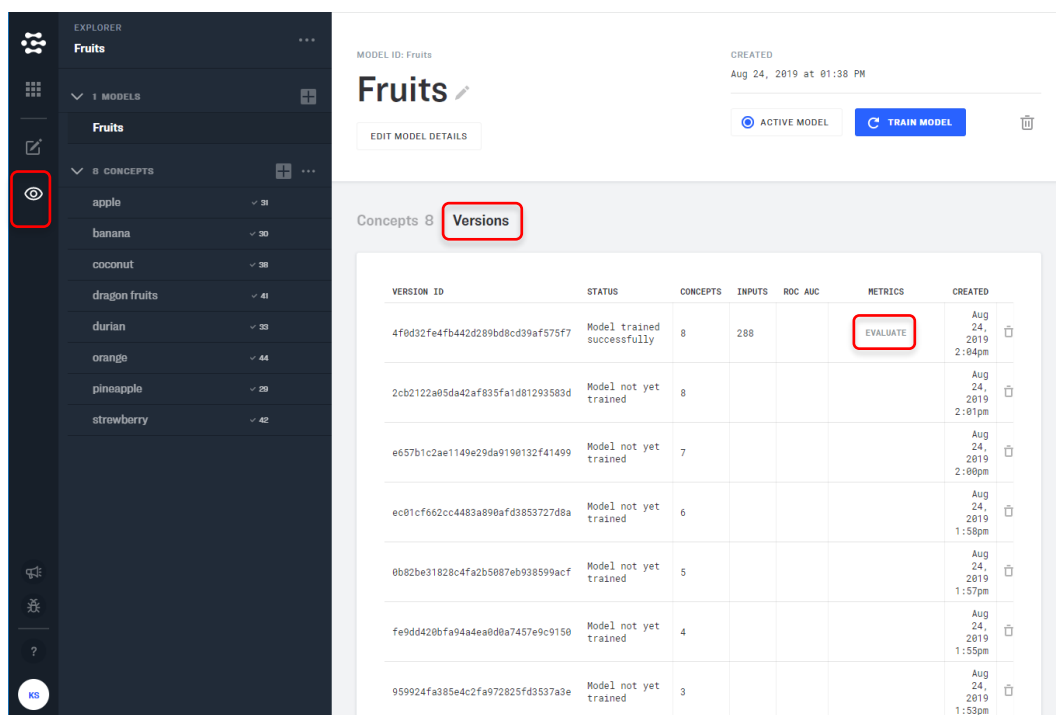 EXPLORER
Fruits
1 MODELS
Fruits
8 CONCEPTS
apple 31
banana 30
coconut 38
dragon fruits 41
durian 33
orange 44
pineapple 29
strewberry 42
?
KS
MODEL ID: Fruits
Fruits
EDIT MODEL DETAILS
CREATED
Aug 24, 2019 at 01:38 PM
ACTIVE MODEL
TRAIN MODEL
Concepts 8 Versions
VERSION ID STATUS CONCEPTS INPUTS ROC AUC METRICS CREATED
4f0d32fe4fb442d289bd8cd39af575f7 Model trained successfully 8 288 EVALUATE Aug 24, 2019 2:04pm
2cb2122a05da42af835fa1d81293583d Model not yet trained 8 Aug 24, 2019 2:01pm
e657b1c2ae1149e29da9190132f41499 Model not yet trained 7 Aug 24, 2019 2:00pm
ec01cf662cc4483a890afd3853727d8a Model not yet trained 6 Aug 24, 2019 1:58pm
0b82be31828c4fa2b5087eb938599acf Model not yet trained 5 Aug 24, 2019 1:57pm
fe9dd420bfa94a4ea0d0a7457e9c9150 Model not yet trained 4 Aug 24, 2019 1:55pm
959924fa385e4c2fa972825fd3537a3e Model not yet trained 3 Aug 24, 2019 1:53pm